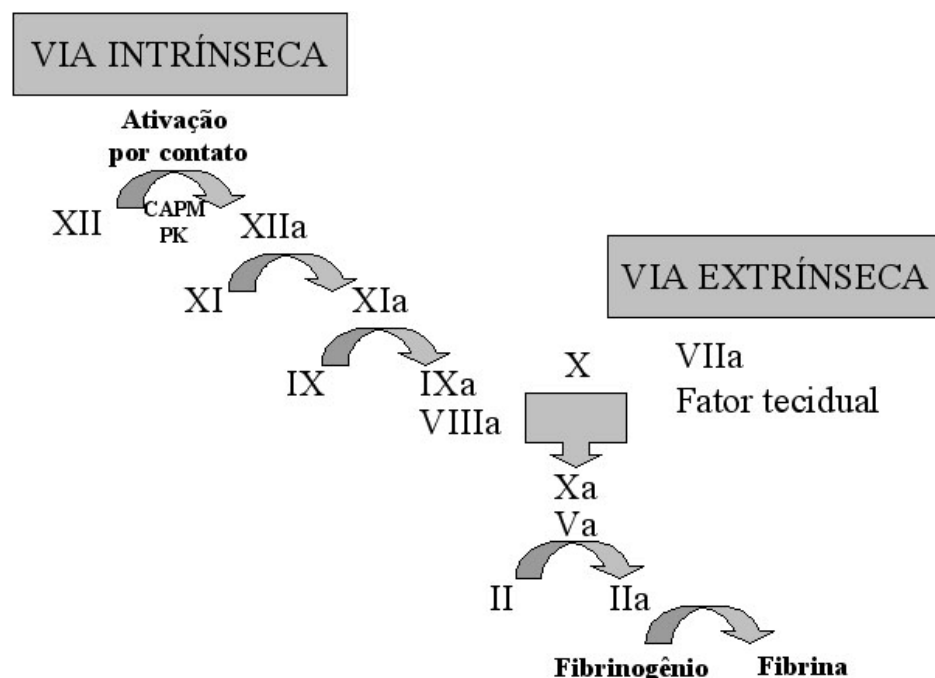 VIA INTRÍNSECA
Ativação
por contato
CAPM
PK
XII
XIIa
XI
XIa
IX
IXa
VIIIa
VIA EXTRÍNSECA
VIIa
Fator tecidual
X
Xa
Va
II
IIa
Fibrinogênio
Fibrina